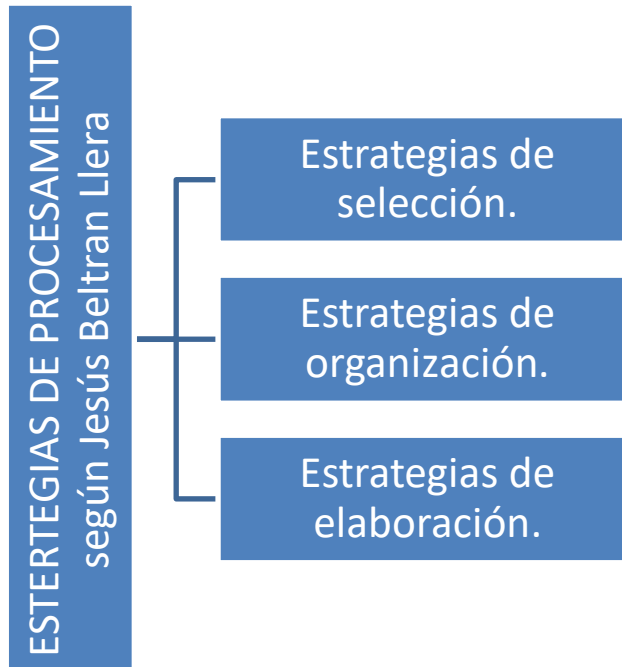 ESTERTEGIAS DE PROCESAMIENTO
según Jesús Beltran Llera
Estrategias de
selección.
Estrategias de
organización.
Estrategias de
elaboración.